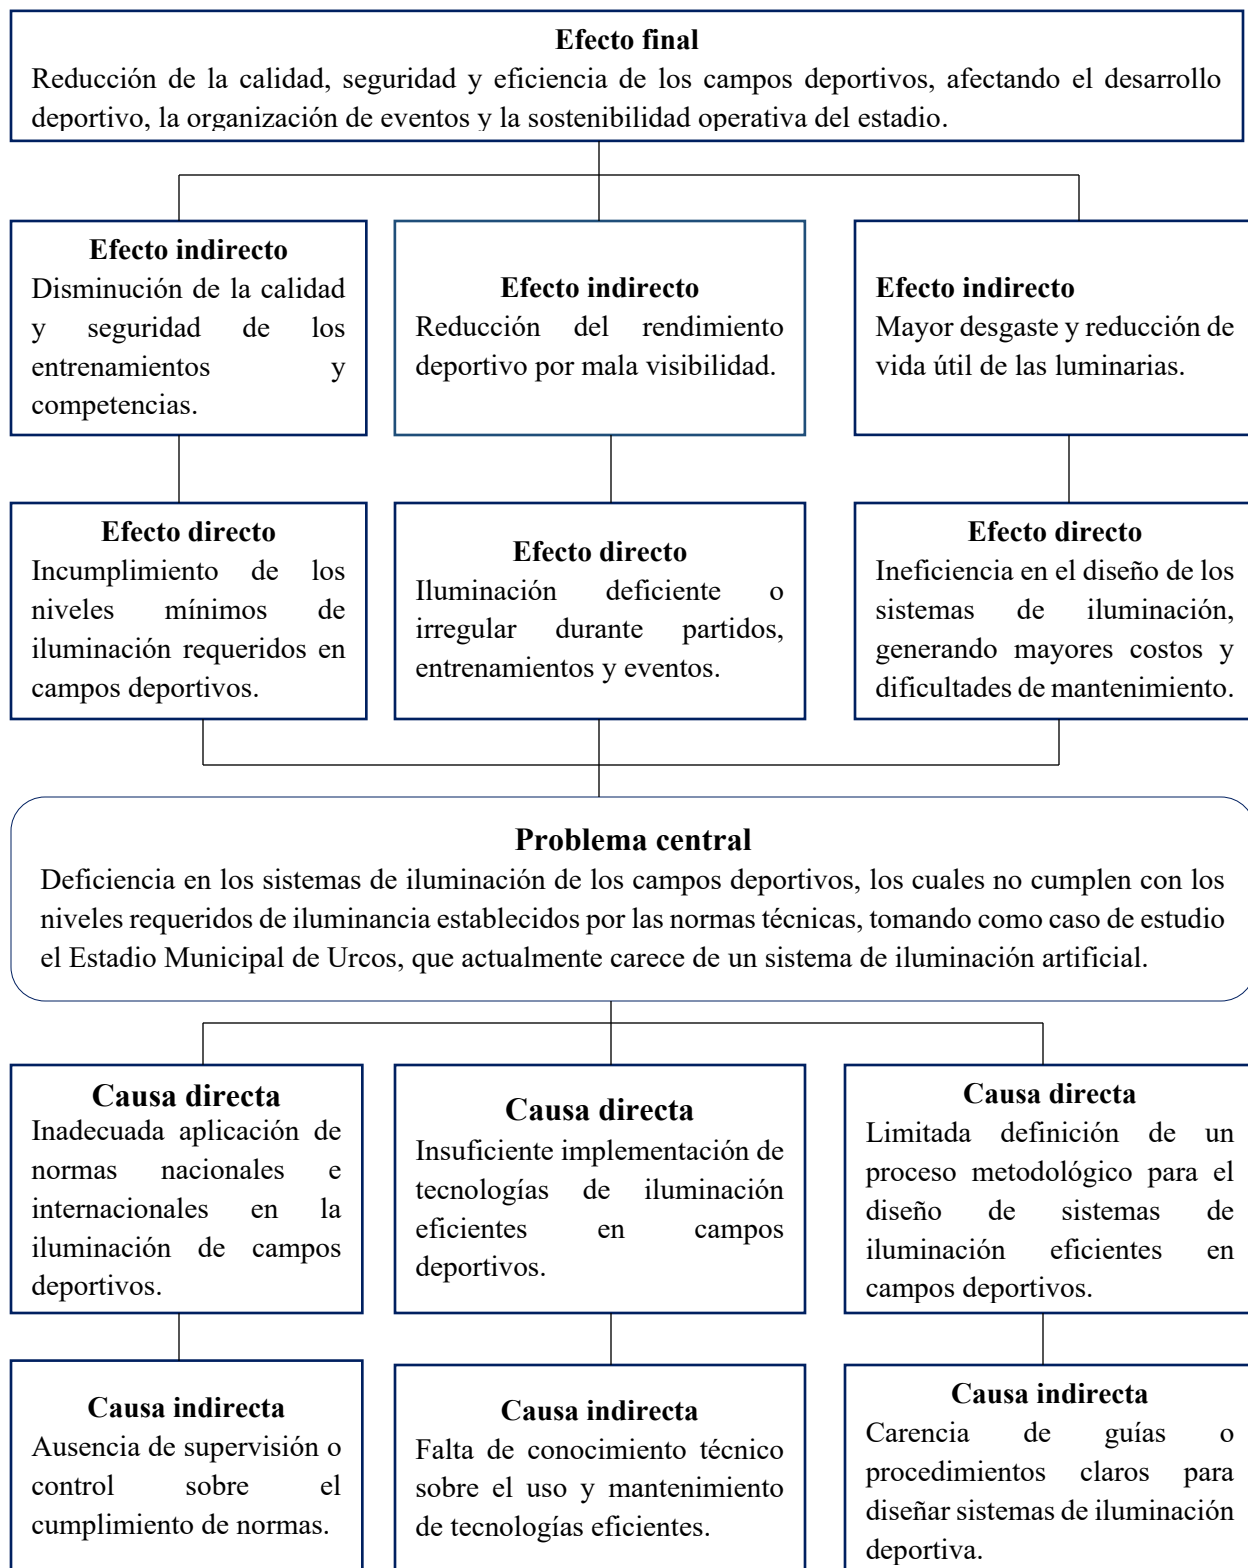 Efecto final
Reducción de la calidad, seguridad y eficiencia de los campos deportivos, afectando el desarrollo
deportivo, la organización de eventos y la sostenibilidad operativa del estadio.
Efecto indirecto
Disminución de la calidad
y seguridad de los
entrenamientos y
competencias.
Efecto indirecto
Reducción del rendimiento
deportivo por mala visibilidad.
Efecto indirecto
Mayor desgaste y reducción de
vida útil de las luminarias.
Efecto directo
Incumplimiento de los
niveles mínimos de
iluminación requeridos en
campos deportivos.
Efecto directo
Iluminación deficiente o
irregular durante partidos,
entrenamientos y eventos.
Efecto directo
Ineficiencia en el diseño de los
sistemas de iluminación,
generando mayores costos y
dificultades de mantenimiento.
Problema central
Deficiencia en los sistemas de iluminación de los campos deportivos, los cuales no cumplen con los
niveles requeridos de iluminancia establecidos por las normas técnicas, tomando como caso de estudio
el Estadio Municipal de Urcos, que actualmente carece de un sistema de iluminación artificial.
Causa directa
Inadecuada aplicación de
normas nacionales e
internacionales en la
iluminación de campos
deportivos.
Causa directa
Insuficiente implementación de
tecnologías de iluminación
eficientes en campos
deportivos.
Causa directa
Limitada definición de un
proceso metodológico para el
diseño de sistemas de
iluminación eficientes en
campos deportivos.
Causa indirecta
Ausencia de supervisión o
control sobre el
cumplimiento de normas.
Causa indirecta
Falta de conocimiento técnico
sobre el uso y mantenimiento
de tecnologías eficientes.
Causa indirecta
Carencia de guías o
procedimientos claros para
diseñar sistemas de iluminación
deportiva.